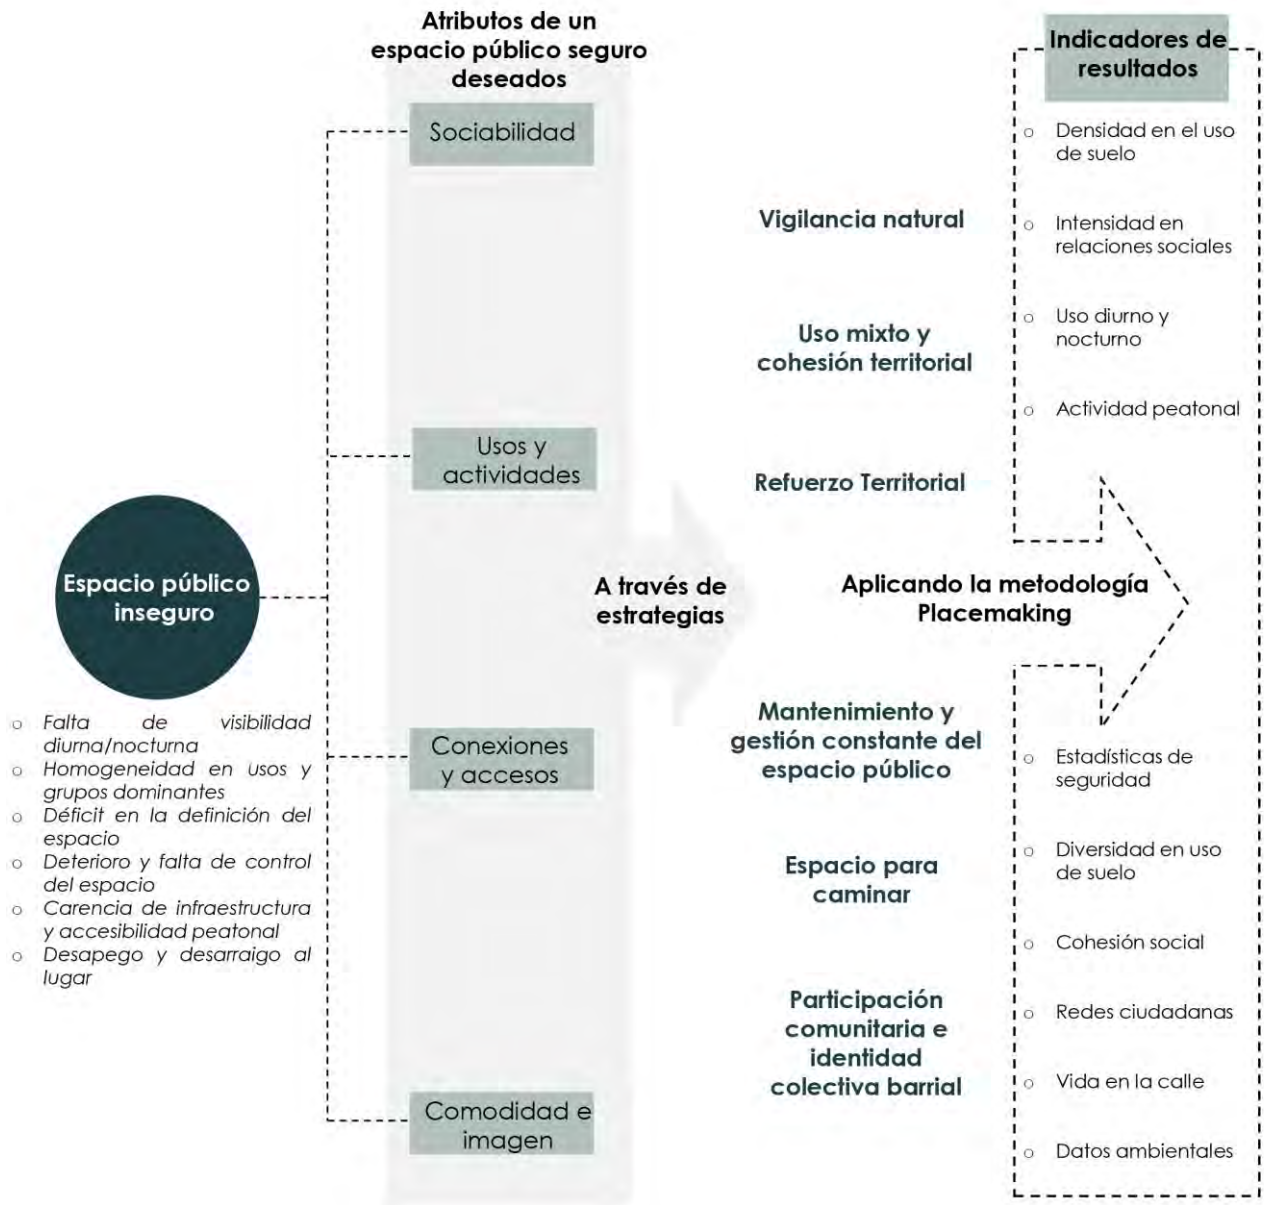 Atributos de un
espacio público seguro
deseados
Sociabilidad
Usos y
actividades
Conexiones
y accesos
Comodidad e
imagen
Espacio público
inseguro
o Falta de visibilidad
diurna/nocturna
o Homogeneidad en usos y
grupos dominantes
o Déficit en la definición del
espacio
o Deterioro y falta de control
del espacio
o Carencia de infraestructura
y accesibilidad peatonal
o Desapego y desarraigo al
lugar
A través de
estrategias
Vigilancia natural
Uso mixto y
cohesión territorial
Refuerzo Territorial
Aplicando la metodología
Placemaking
Mantenimiento y
gestión constante del
espacio público
Espacio para
caminar
Participación
comunitaria e
identidad
colectiva barrial
Indicadores de
resultados
o Densidad en el uso
de suelo
o Intensidad en
relaciones sociales
o Uso diurno y
nocturno
o Actividad peatonal
o Estadísticas de
seguridad
o Diversidad en uso
de suelo
o Cohesión social
o Redes ciudadanas
o Vida en la calle
o Datos ambientales